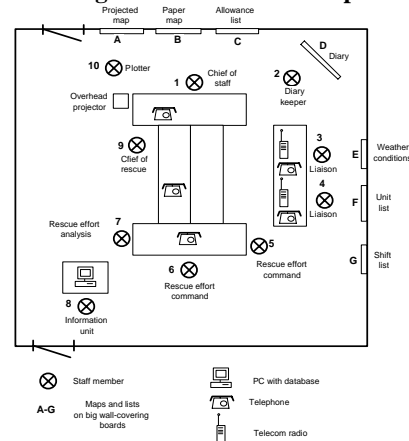 Projected
map
Paper
map
Allowance
list
A
B
C
D
Diary
10
Plotter
1
Chief of
staff
2
Diary
keeper
Overhead
projector
9
Clief of
rescue
3
Liaison
4
Liaison
E
Weather
conditions
F
Unit
list
G
Shift
list
Rescue effort
analysis
7
5
Rescue effort
command
6
Rescue effort
command
8
Information
unit
Staff member
PC with database
A-G
Maps and lists
on big wall-covering
boards
Telephone
Telecom radio